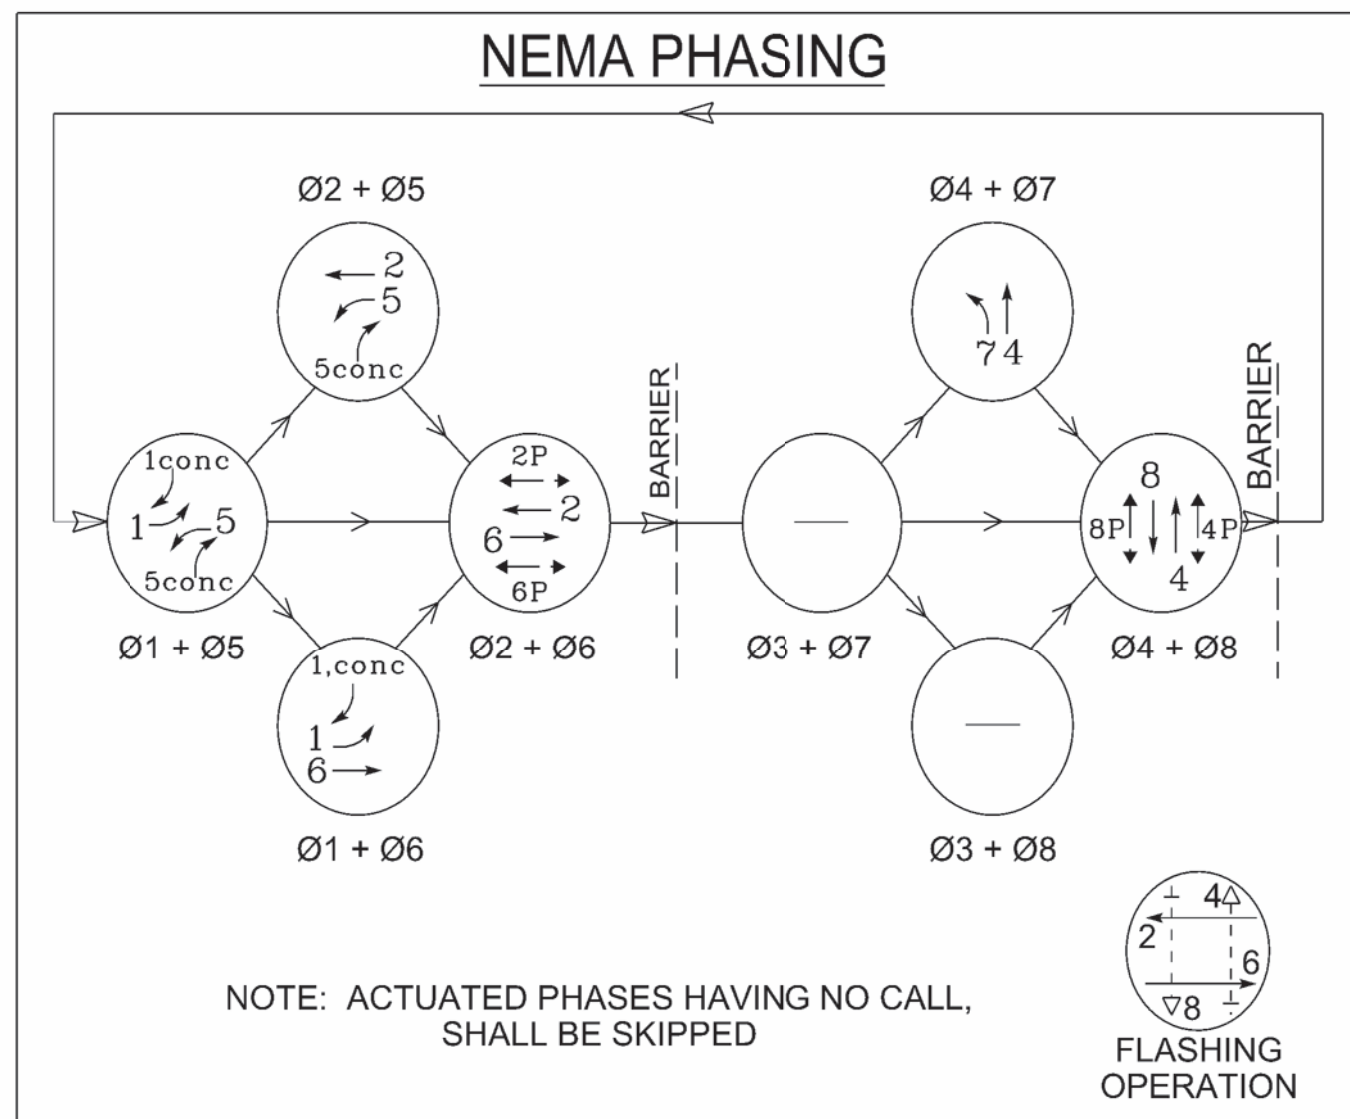 NEMA PHASING
Ø2 + Ø5
2
5
5conc
Ø4 + Ø7
7 4
1conc
1
5
5conc
Ø1 + Ø5
2P
2
6
6P
Ø2 + Ø6
BARRIER
Ø3 + Ø7
8
8P
4P
4
Ø4 + Ø8
BARRIER
1,conc
1
6
Ø1 + Ø6
Ø3 + Ø8
4
2
6
8
FLASHING
OPERATION
NOTE: ACTUATED PHASES HAVING NO CALL,
SHALL BE SKIPPED